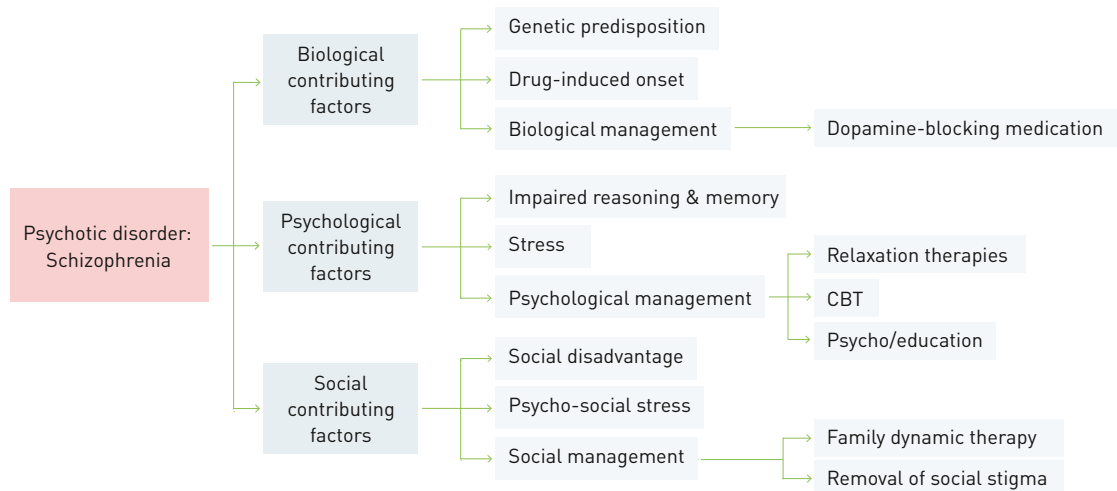 Psychotic disorder:
Schizophrenia
Biological
contributing
factors
Genetic predisposition
Drug-induced onset
Biological management
Dopamine-blocking medication
Psychological
contributing
factors
Impaired reasoning & memory
Stress
Psychological management
Relaxation therapies
CBT
Psycho/education
Social
contributing
factors
Social disadvantage
Psycho-social stress
Social management
Family dynamic therapy
Removal of social stigma